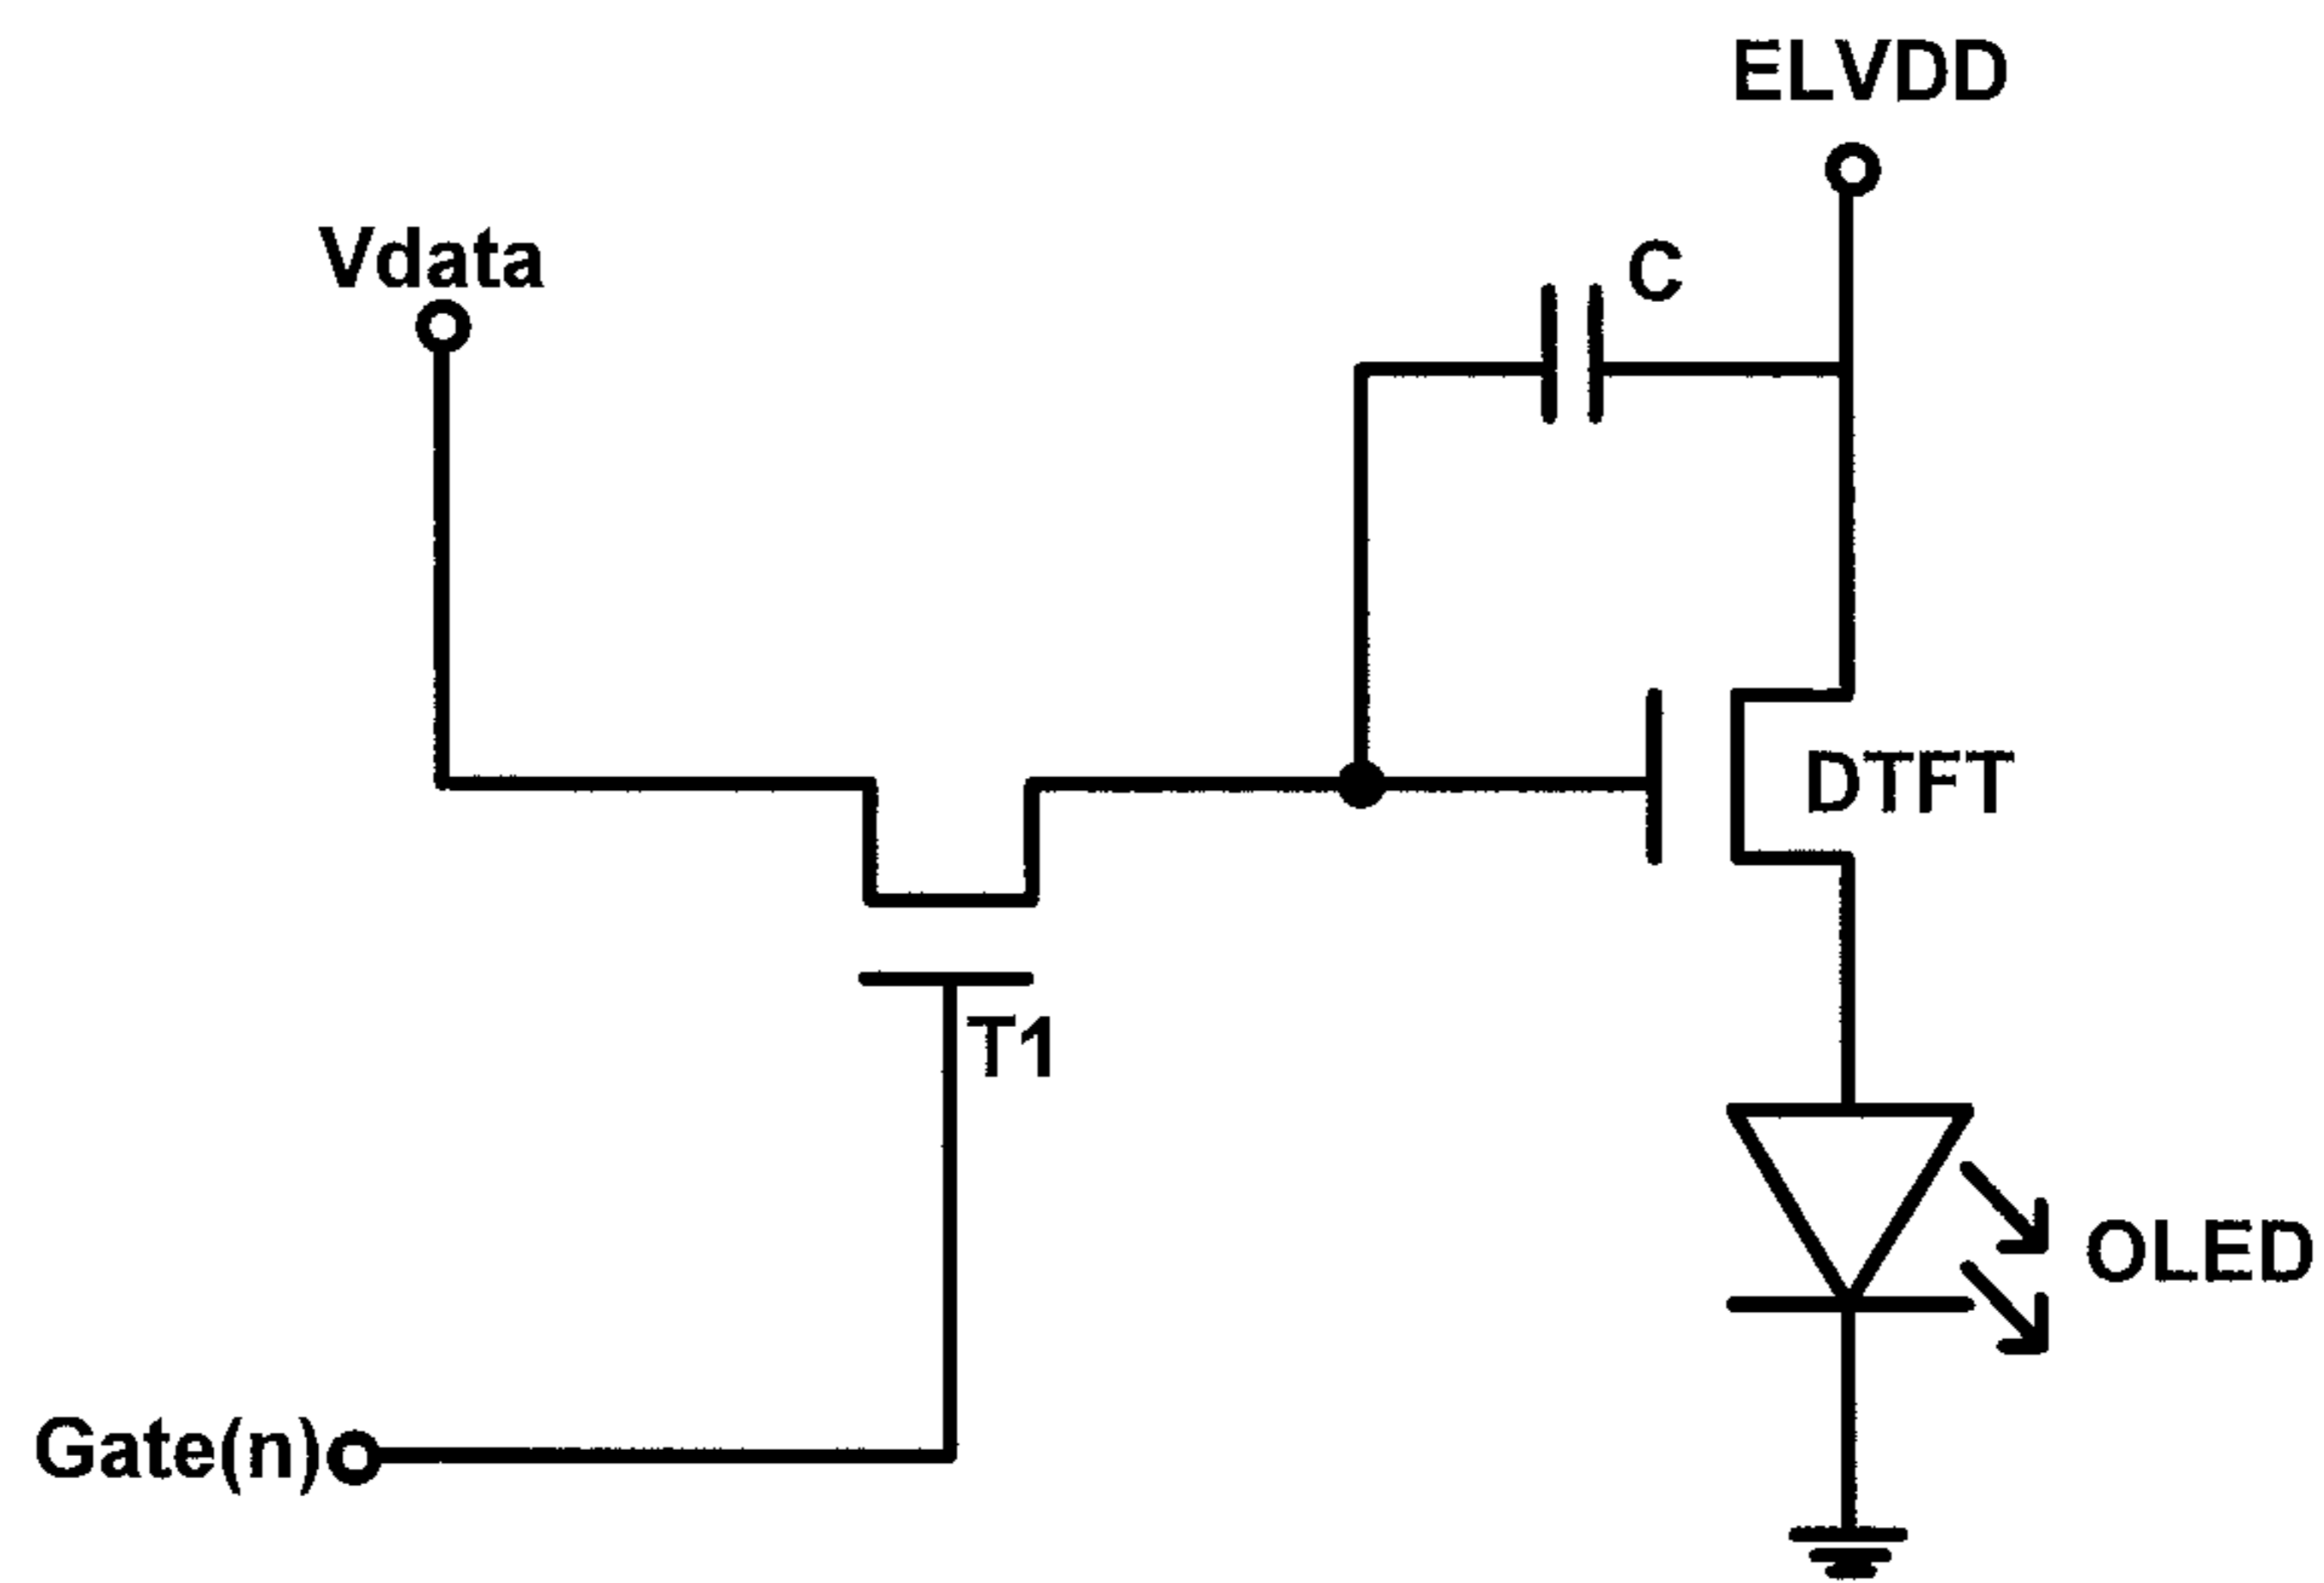 ELVDD
Vdata
C
DTFT
T1
OLED
Gate(n)